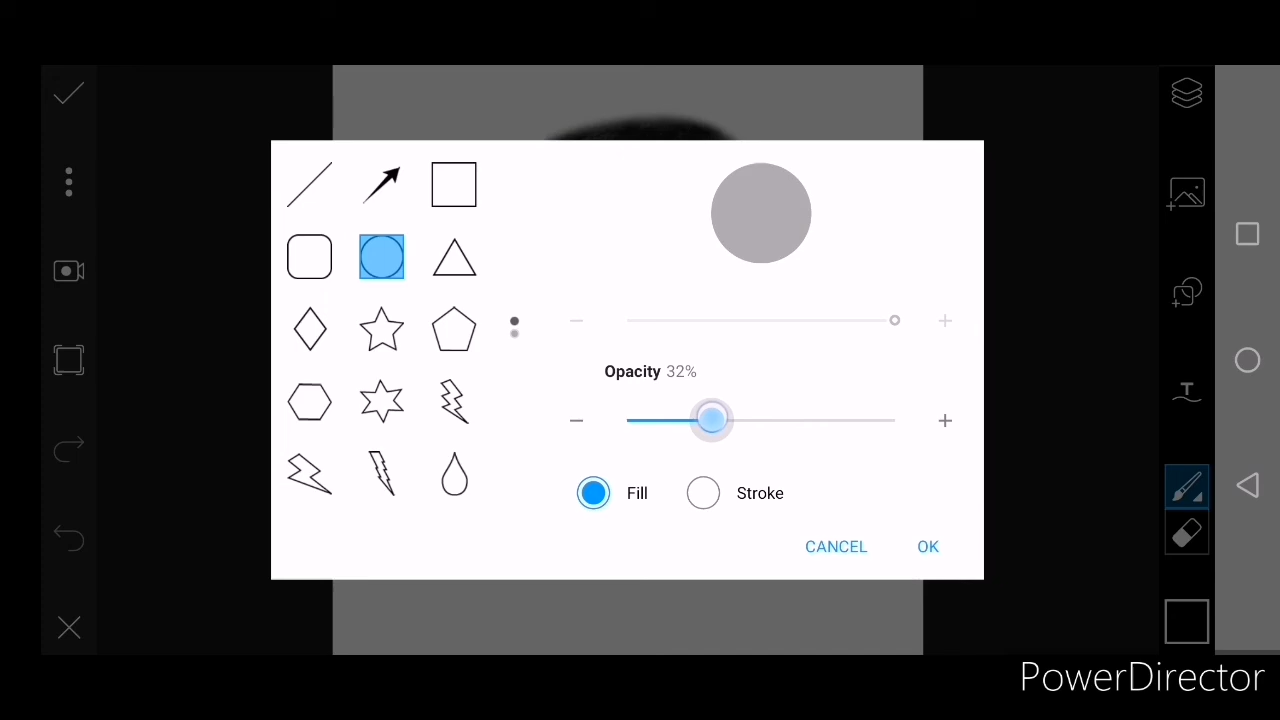 Opacity 32%
Fill
Stroke
CANCEL
OK
T
PowerDirector